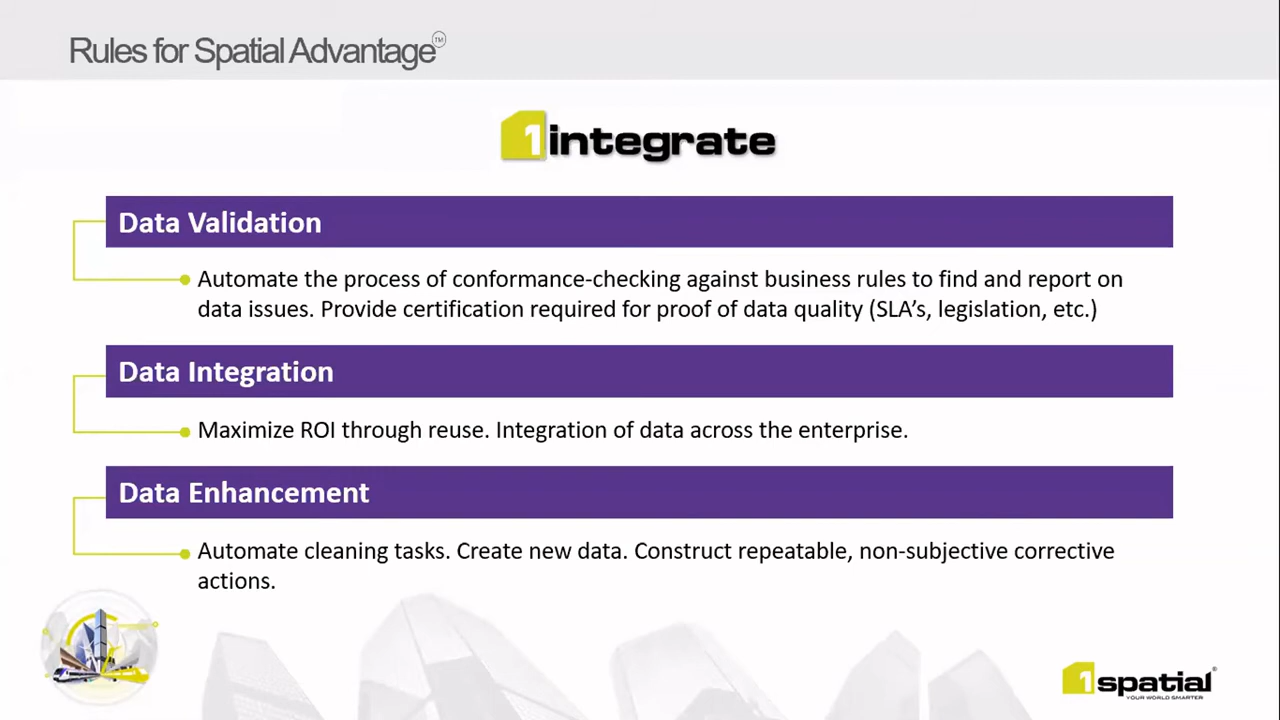 Rules for Spatial Advantage™
1integrate
Data Validation
Automate the process of conformance-checking against business rules to find and report on
data issues. Provide certification required for proof of data quality (SLA’s, legislation, etc.)
Data Integration
Maximize ROI through reuse. Integration of data across the enterprise.
Data Enhancement
Automate cleaning tasks. Create new data. Construct repeatable, non-subjective corrective
actions.
1spatial®
YOUR WORLD SMARTER